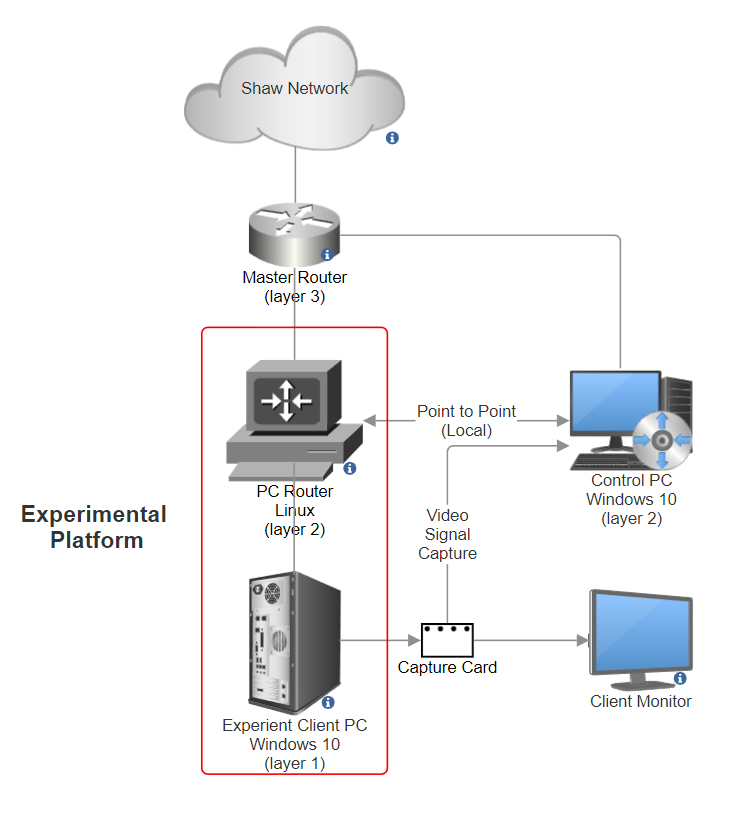 Shaw Network
Master Router
(layer 3)
Point to Point
(Local)
PC Router
Linux
(layer 2)
Control PC
Windows 10
(layer 2)
Experimental
Platform
Video
Signal
Capture
Capture Card
Client Monitor
Experient Client PC
Windows 10
(layer 1)